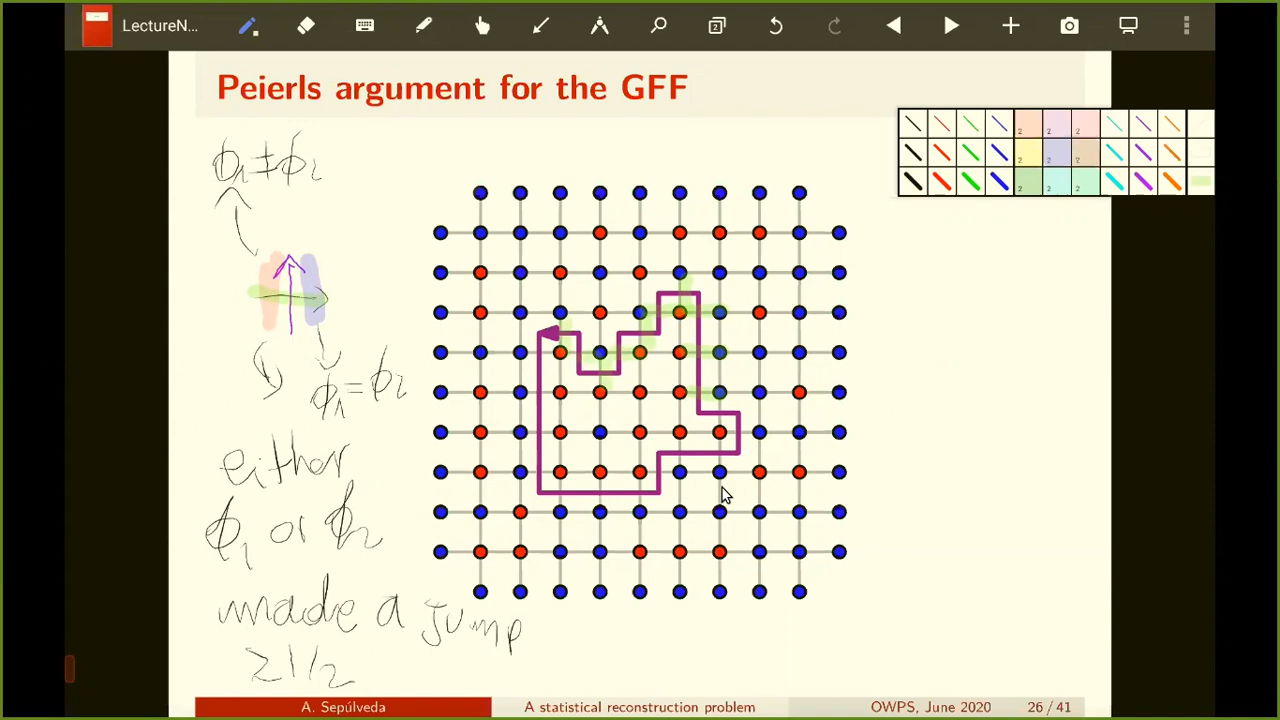 LectureN...
Peierls argument for the GFF
ϕ₁ ≠ ϕ₂
ϕ₁ = ϕ₂
either
ϕ₁ or ϕ₂
made a jump
≥ 1/2
A. Sepúlveda
A statistical reconstruction problem
OWPS, June 2020
26 / 41